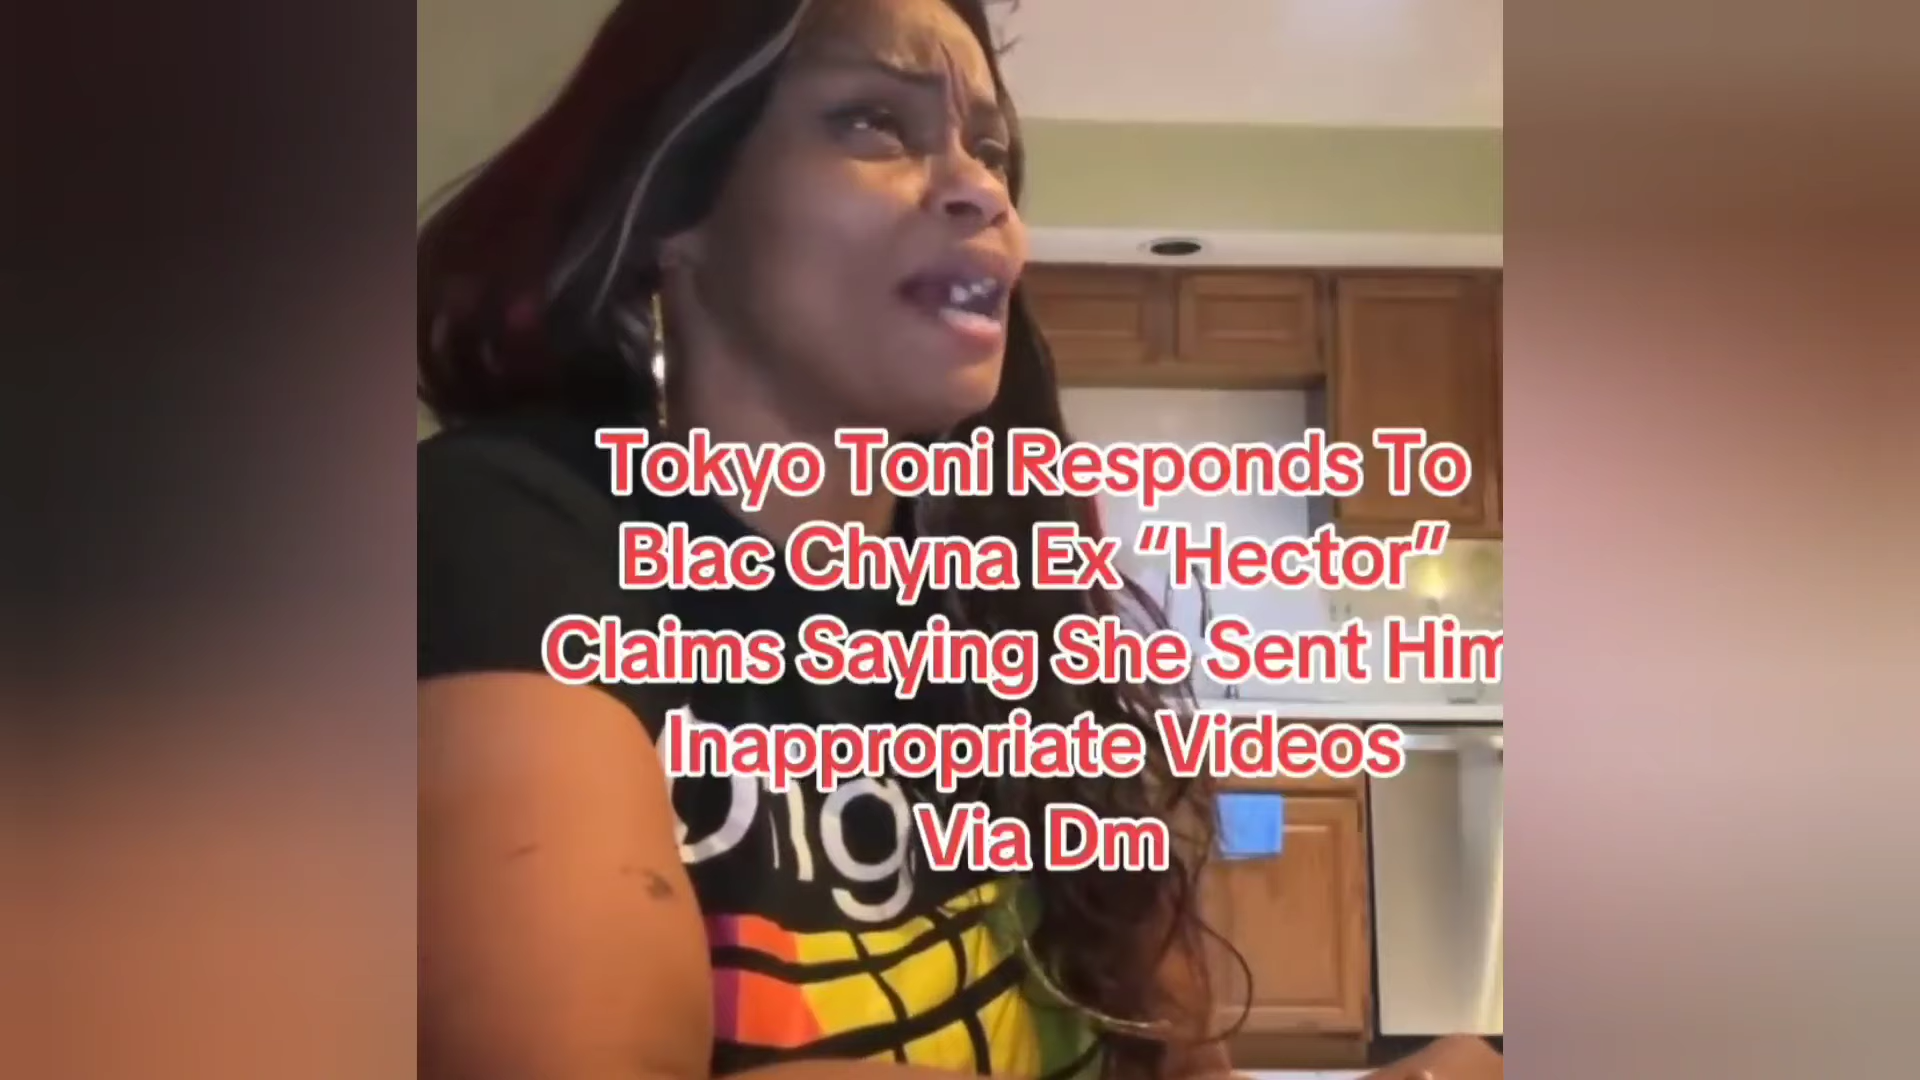 Tokyo Toni Responds To
Blac Chyna Ex “Hector”
Claims Saying She Sent Him
Inappropriate Videos
Via Dm